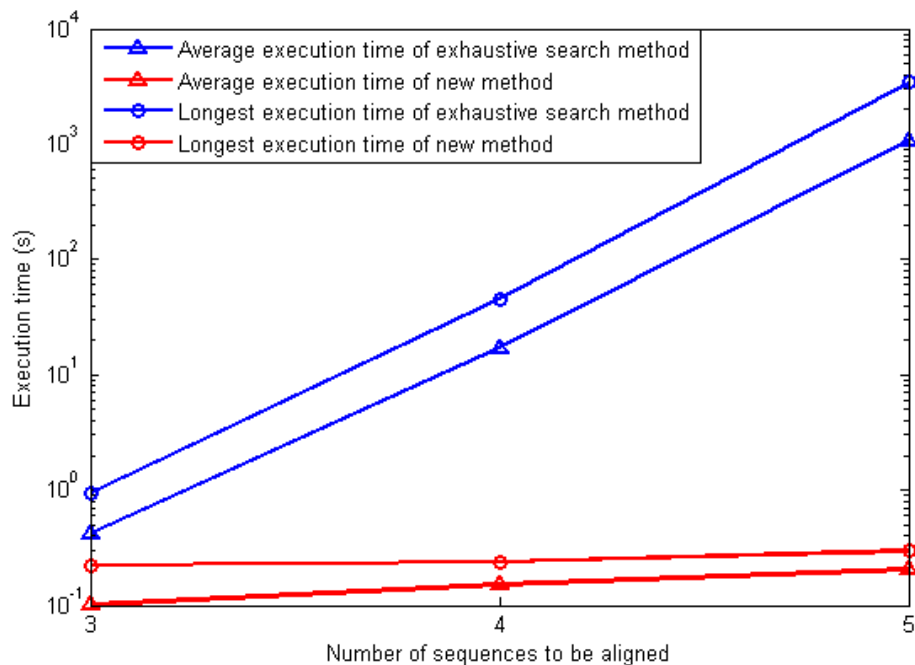 10^4
10^3
10^2
10^1
10^0
10^-1
Execution time (s)
Average execution time of exhaustive search method
Average execution time of new method
Longest execution time of exhaustive search method
Longest execution time of new method
3
4
5
Number of sequences to be aligned